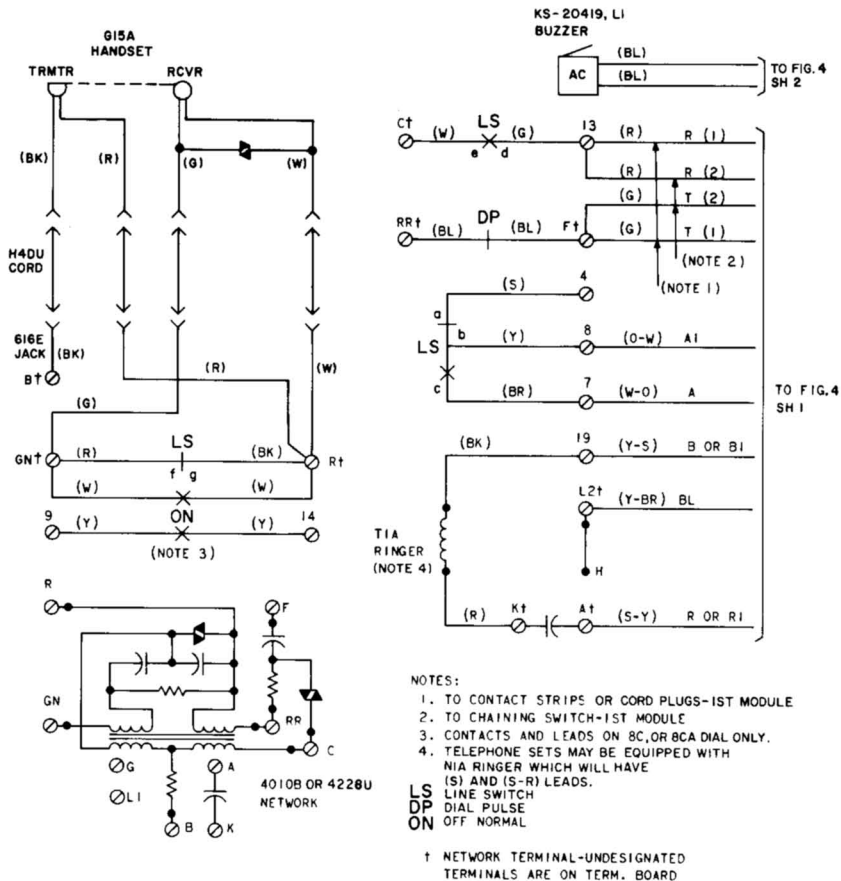 KS-20419, L1
BUZZER
G15A
HANDSET
TRMTR
RCVR
AC
(BL)
(BL)
TO FIG. 4
SH 2
(BK)
(R)
(G)
(W)
H4DU
CORD
616E
JACK
(BK)
B†
(R)
(W)
(G)
GN†
(R)
LS
f g
(BK)
R†
(W)
(W)
9
(Y)
ON
(Y)
14
(NOTE 3)
C†
(W)
LS
(G)
e d
13
(R)
R (1)
(R)
R (2)
(G)
T (2)
RR†
(BL)
DP
(BL)
F†
(G)
T (1)
(NOTE 2)
(NOTE 1)
4
(S)
a
b
LS
(Y)
8
(O-W)
A1
c
(BR)
7
(W-O)
A
TO FIG. 4
SH 1
(BK)
19
(Y-S)
B OR B1
L2†
(Y-BR)
BL
T1A
RINGER
(NOTE 4)
H
(R)
K†
A†
(S-Y)
R OR R1
R
F
GN
RR
C
G
A
L1
B
K
4010B OR 4228U
NETWORK
NOTES:
1. TO CONTACT STRIPS OR CORD PLUGS-1ST MODULE
2. TO CHAINING SWITCH-1ST MODULE
3. CONTACTS AND LEADS ON 8C, OR 8CA DIAL ONLY.
4. TELEPHONE SETS MAY BE EQUIPPED WITH
N1A RINGER WHICH WILL HAVE
(S) AND (S-R) LEADS.
LS LINE SWITCH
DP DIAL PULSE
ON OFF NORMAL
† NETWORK TERMINAL-UNDESIGNATED
TERMINALS ARE ON TERM. BOARD